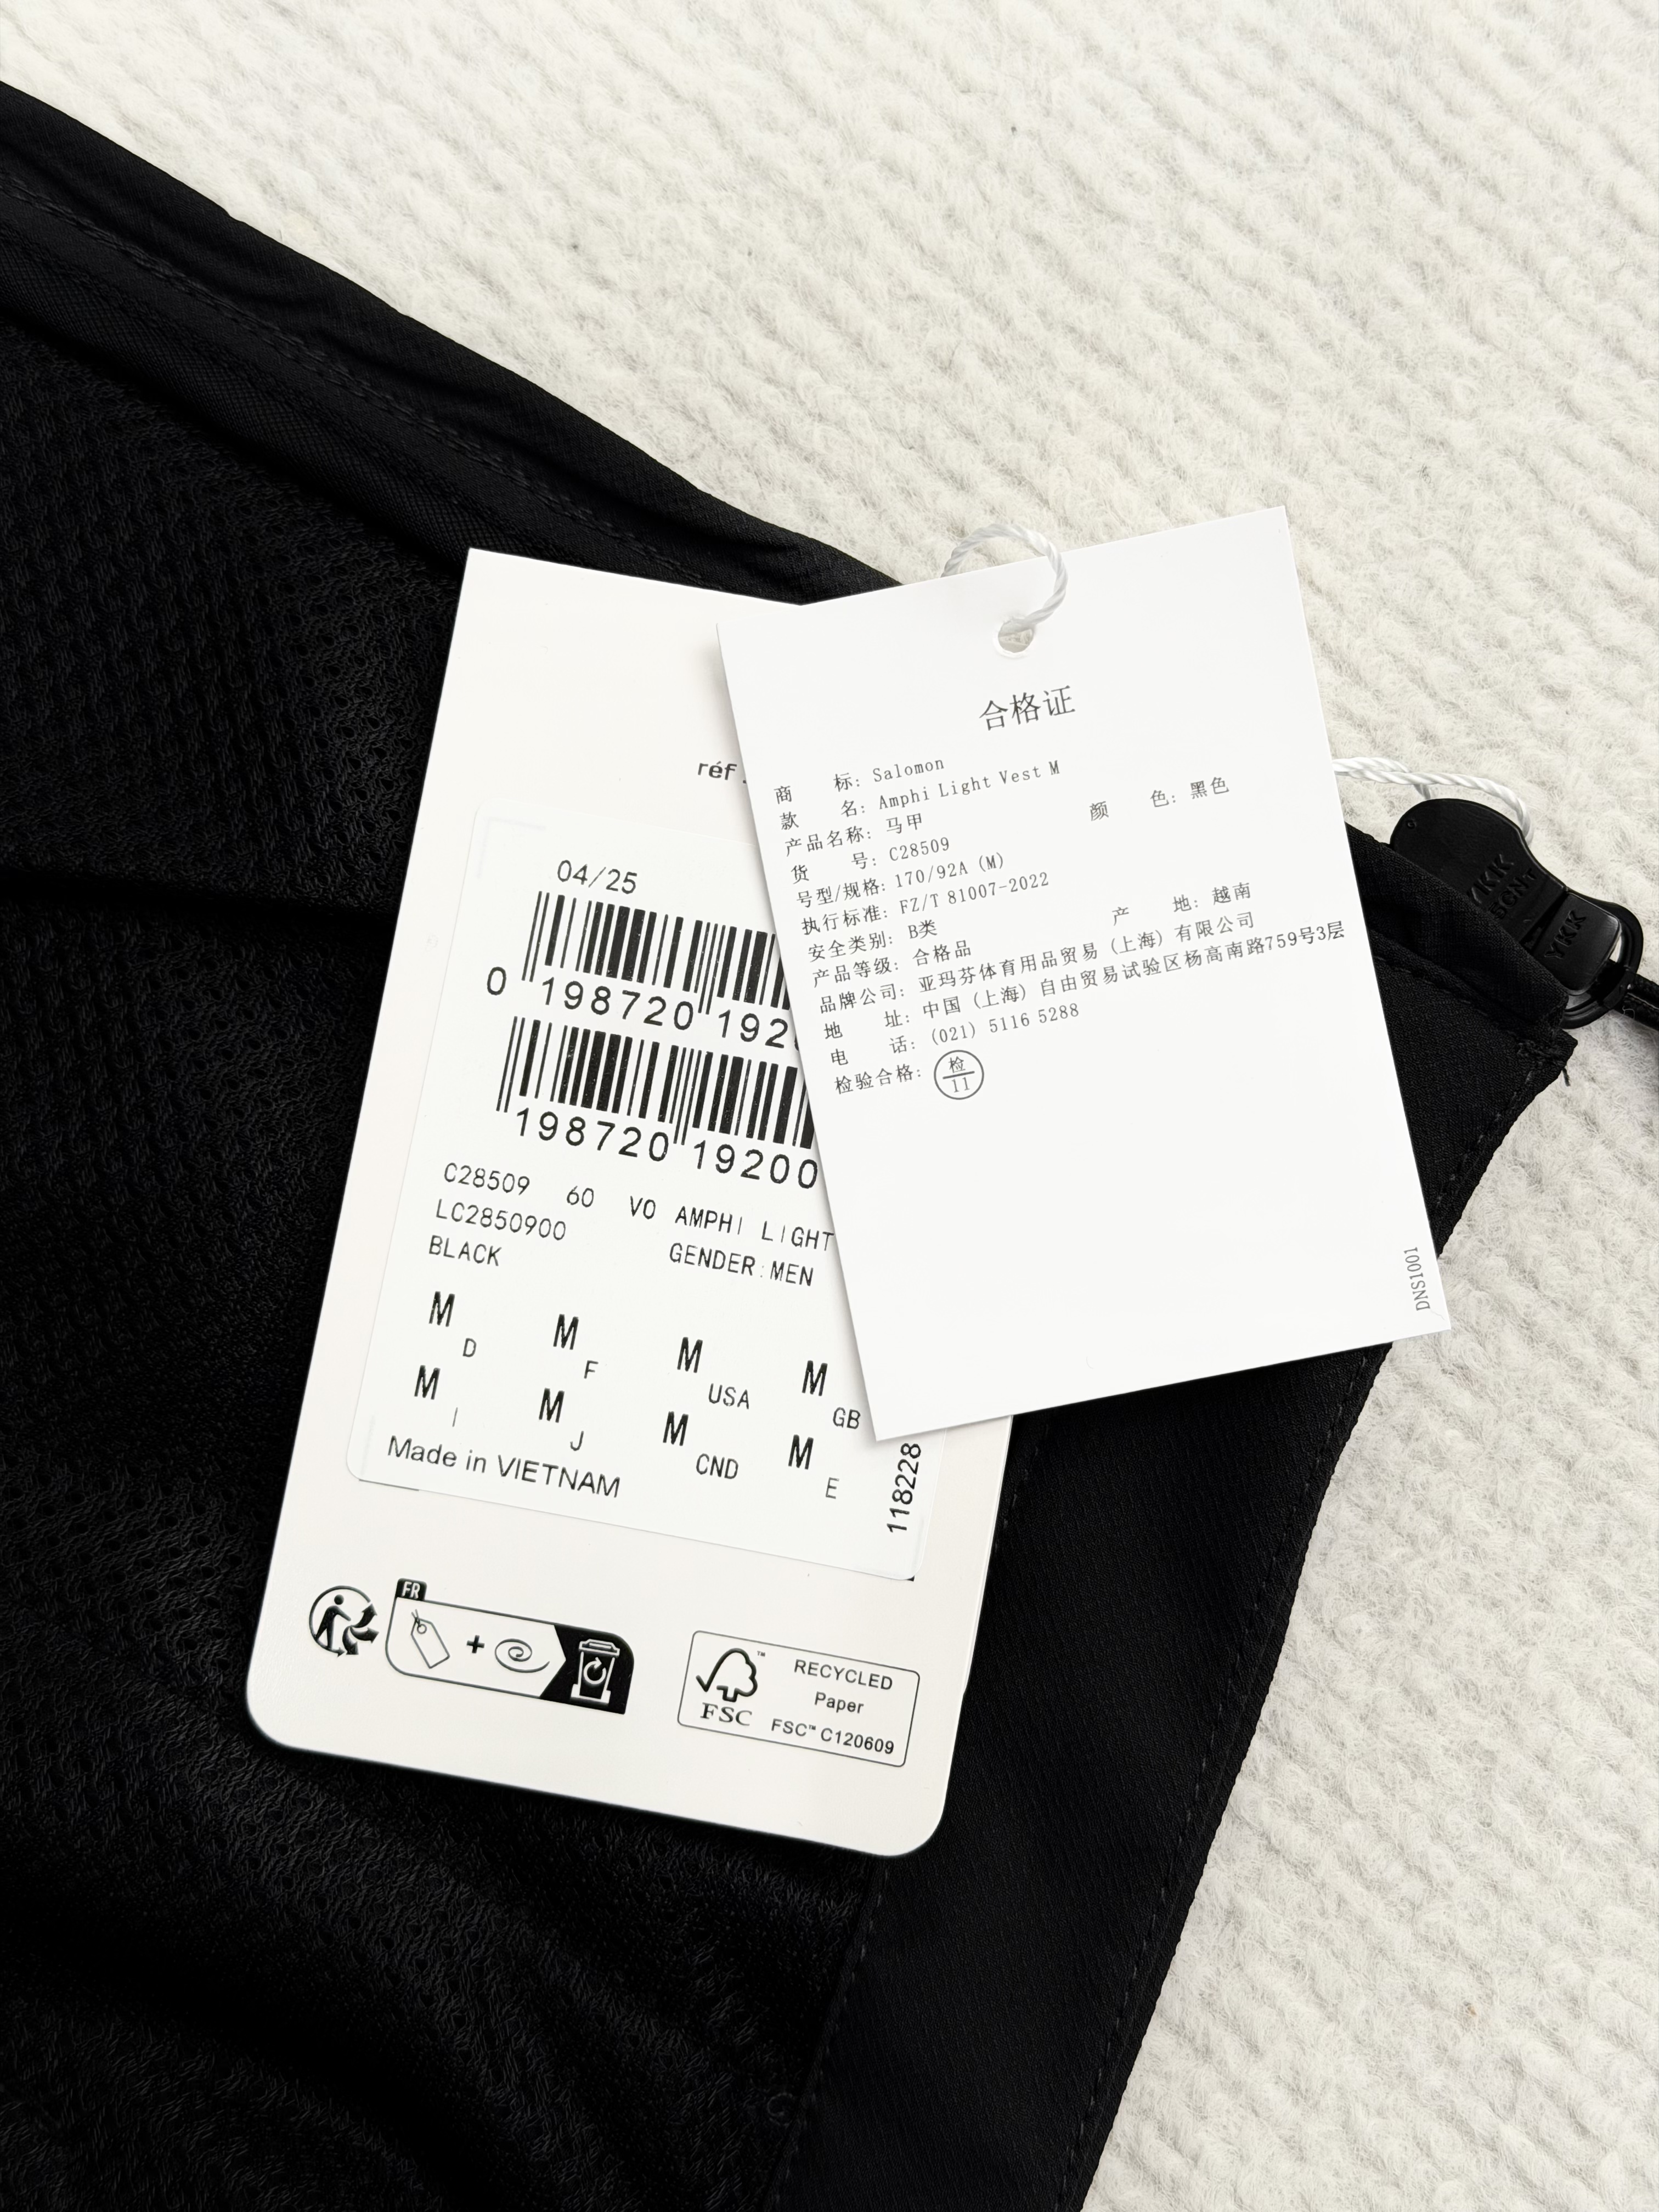 réf
04/25
0 198720 192
198720 19200
C28509 60 VO AMPHI LIGHT
LC2850900
BLACK GENDER:MEN
M D M F M USA M GB
M I M J M CND M E
Made in VIETNAM
118228
FR
+
FSC™
RECYCLED
Paper
FSC™ C120609
合格证
商 标: Salomon
款 名: Amphi Light Vest M
产品名称: 马甲 颜 色: 黑色
货 号: C28509
号型/规格: 170/92A (M)
执行标准: FZ/T 81007-2022
安全类别: B类 产 地: 越南
产品等级: 合格品
品牌公司: 亚玛芬体育用品贸易 (上海) 有限公司
地 址: 中国 (上海) 自由贸易试验区杨高南路759号3层
电 话: (021) 5116 5288
检验合格: 检 11
DNS1001
YKK
YKK